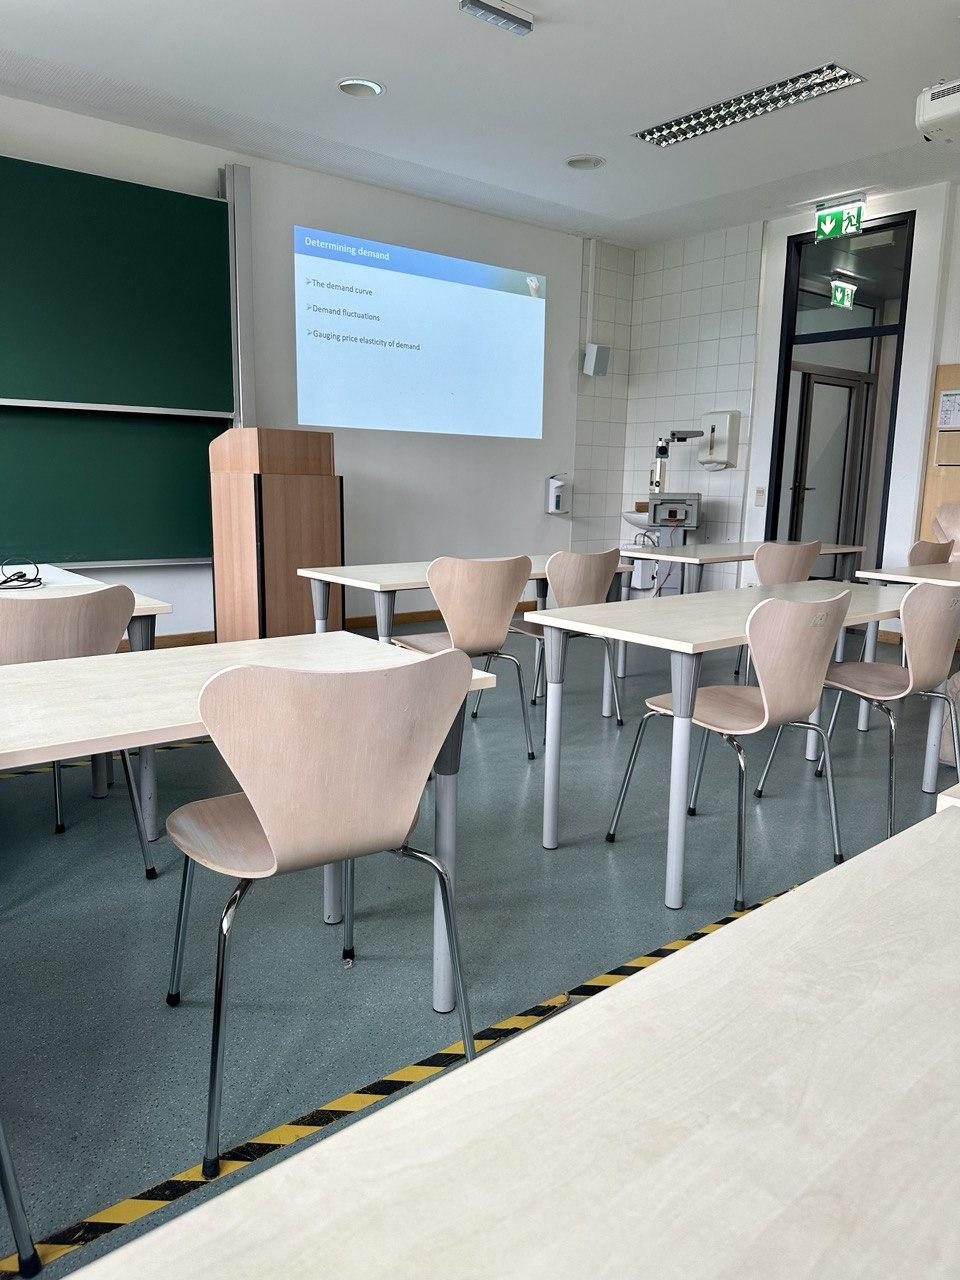 Determining demand
➢The demand curve
➢Demand fluctuations
➢Gauging price elasticity of demand